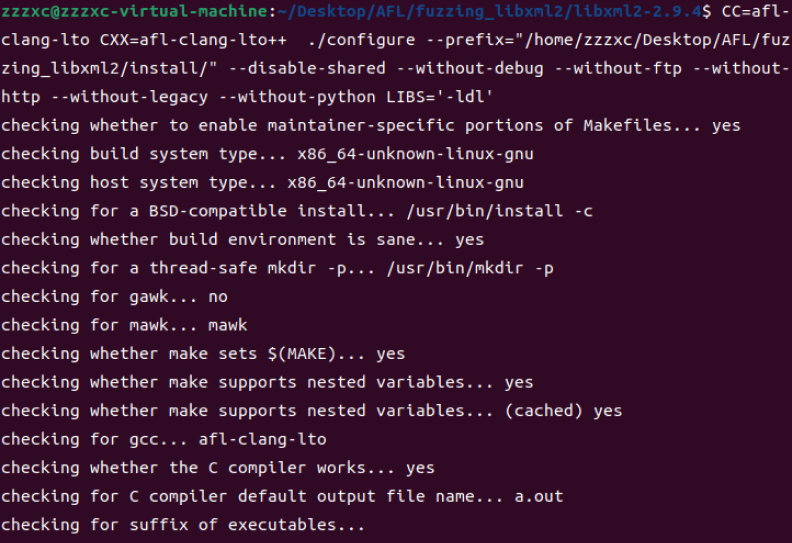 zzzxc@zzzxc-virtual-machine:~/Desktop/AFL/fuzzing_libxml2/libxml2-2.9.4$ CC=afl-
clang-lto CXX=afl-clang-lto++  ./configure --prefix="/home/zzzxc/Desktop/AFL/fuz
zing_libxml2/install/" --disable-shared --without-debug --without-ftp --without-
http --without-legacy --without-python LIBS='-ldl'
checking whether to enable maintainer-specific portions of Makefiles... yes
checking build system type... x86_64-unknown-linux-gnu
checking host system type... x86_64-unknown-linux-gnu
checking for a BSD-compatible install... /usr/bin/install -c
checking whether build environment is sane... yes
checking for a thread-safe mkdir -p... /usr/bin/mkdir -p
checking for gawk... no
checking for mawk... mawk
checking whether make sets $(MAKE)... yes
checking whether make supports nested variables... yes
checking whether make supports nested variables... (cached) yes
checking for gcc... afl-clang-lto
checking whether the C compiler works... yes
checking for C compiler default output file name... a.out
checking for suffix of executables...